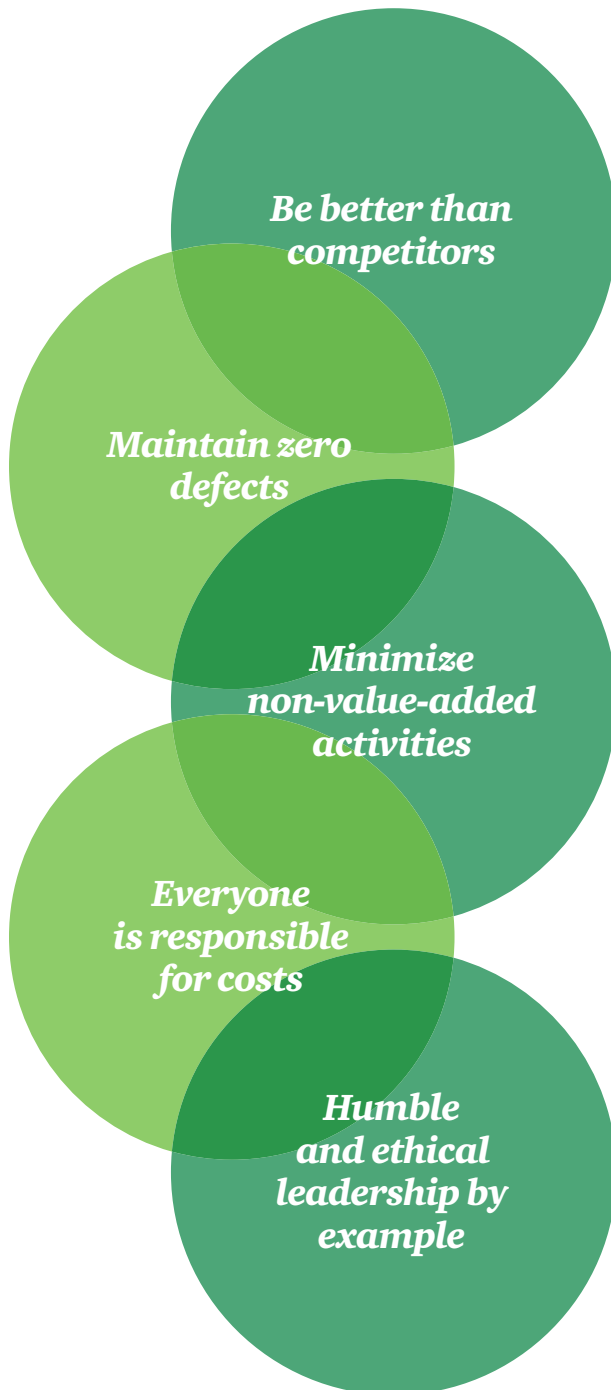 Be better than
competitors
Maintain zero
defects
Minimize
non-value-added
activities
Everyone
is responsible
for costs
Humble
and ethical
leadership by
example